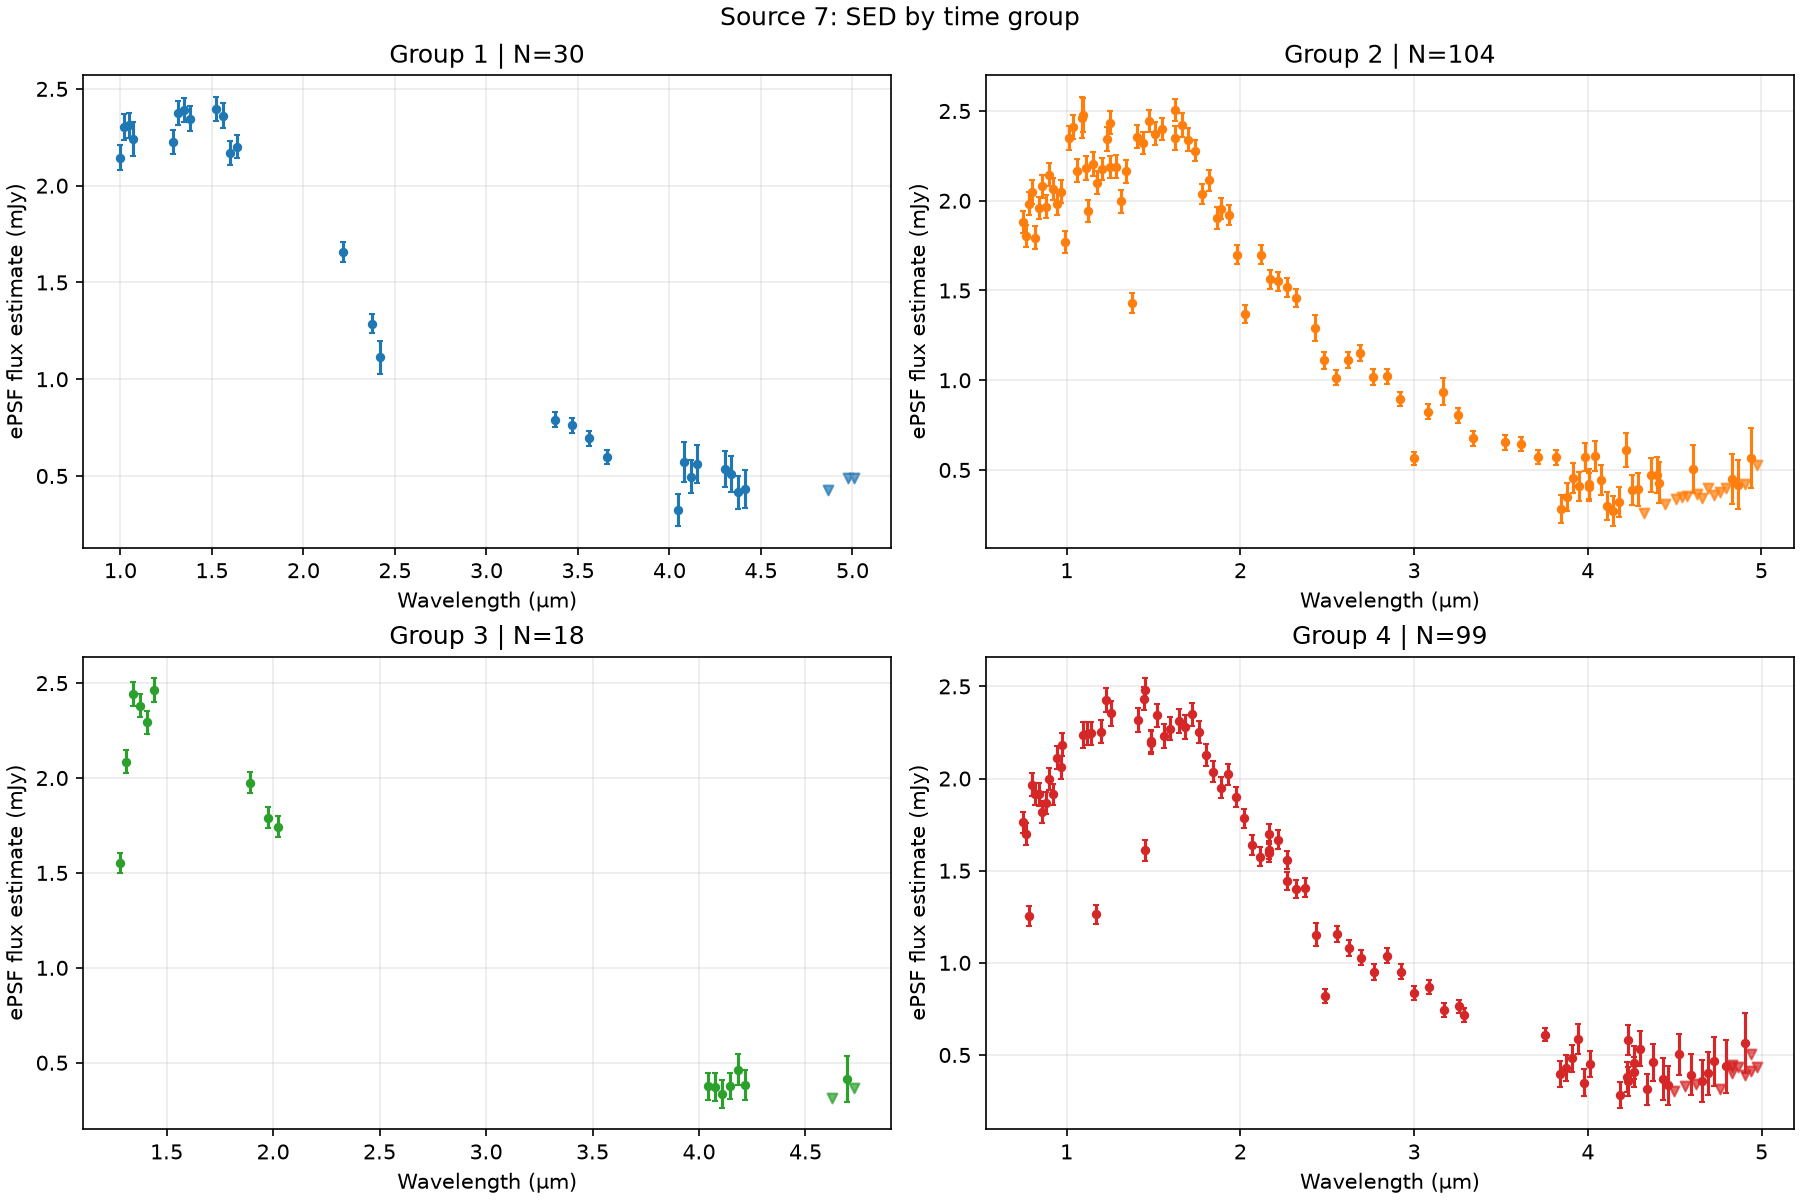 Source 7: SED by time group
Group 1 | N=30
ePSF flux estimate (mJy)
2.5
2.0
1.5
1.0
0.5
1.0 1.5 2.0 2.5 3.0 3.5 4.0 4.5 5.0
Wavelength (µm)
Group 2 | N=104
ePSF flux estimate (mJy)
2.5
2.0
1.5
1.0
0.5
1 2 3 4 5
Wavelength (µm)
Group 3 | N=18
ePSF flux estimate (mJy)
2.5
2.0
1.5
1.0
0.5
1.5 2.0 2.5 3.0 3.5 4.0 4.5
Wavelength (µm)
Group 4 | N=99
ePSF flux estimate (mJy)
2.5
2.0
1.5
1.0
0.5
1 2 3 4 5
Wavelength (µm)